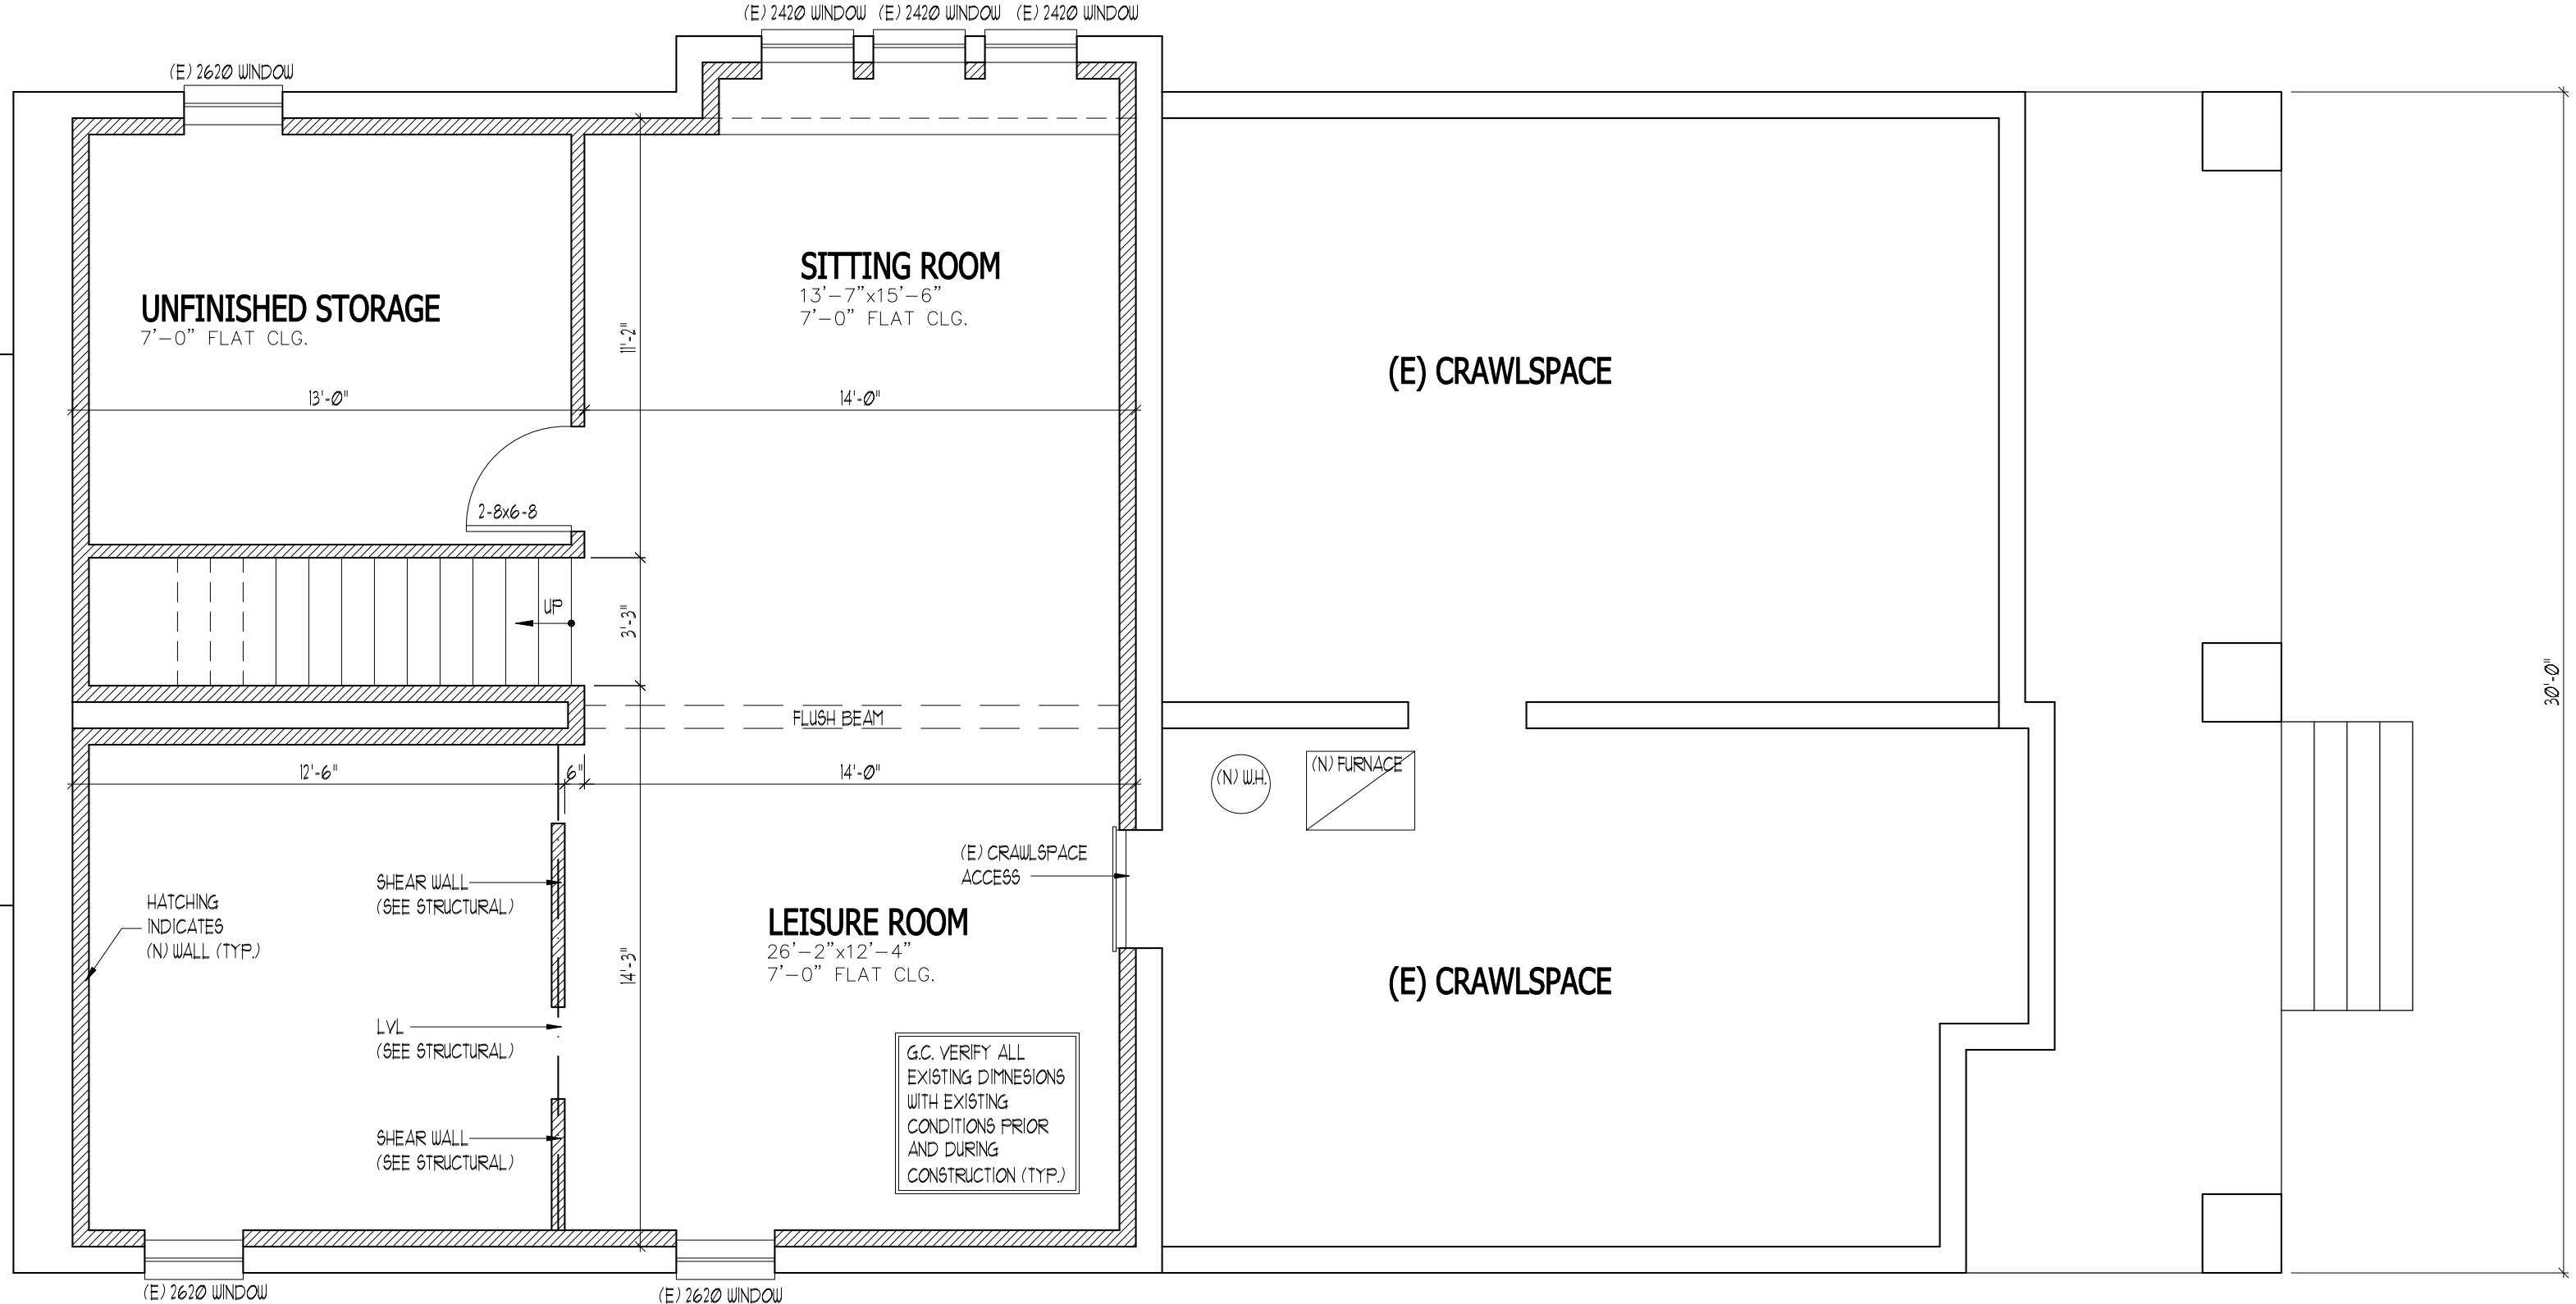 (E) 2420 WINDOW
(E) 2420 WINDOW
(E) 2420 WINDOW
(E) 2620 WINDOW
SITTING ROOM
13'-7"x15'-6"
7'-0" FLAT CLG.
UNFINISHED STORAGE
7'-0" FLAT CLG.
11'-2"
(E) CRAWLSPACE
13'-0"
14'-0"
2-8x6-8
UP
3'-3"
30'-0"
FLUSH BEAM
12'-6"
6"
14'-0"
(N) W.H.
(N) FURNACE
(E) CRAWLSPACE
ACCESS
SHEAR WALL
(SEE STRUCTURAL)
HATCHING
INDICATES
(N) WALL (TYP.)
LEISURE ROOM
26'-2"x12'-4"
7'-0" FLAT CLG.
14'-3"
(E) CRAWLSPACE
LVL
(SEE STRUCTURAL)
G.C. VERIFY ALL
EXISTING DIMNESIONS
WITH EXISTING
CONDITIONS PRIOR
AND DURING
CONSTRUCTION (TYP.)
SHEAR WALL
(SEE STRUCTURAL)
(E) 2620 WINDOW
(E) 2620 WINDOW